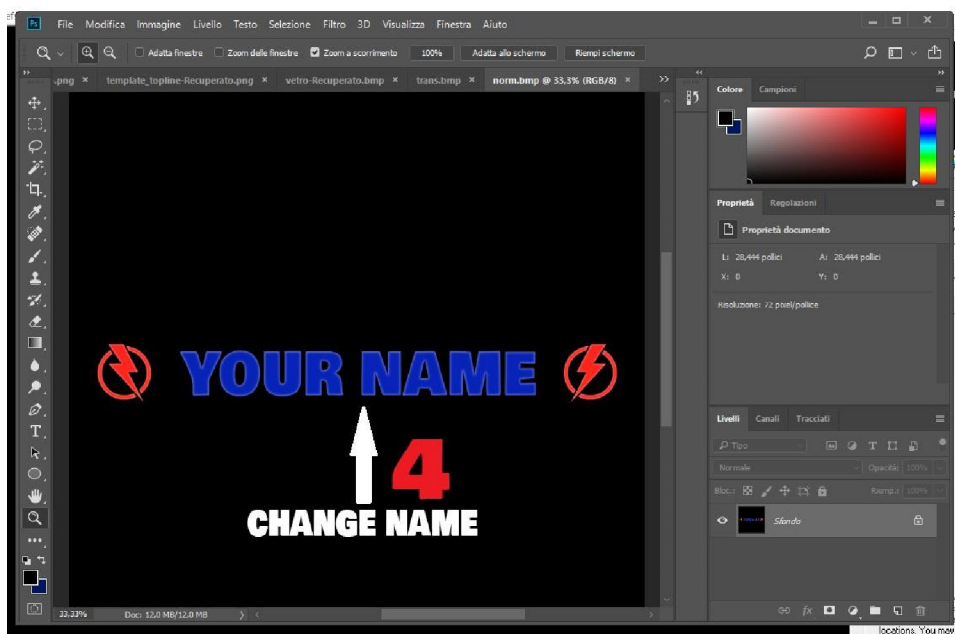 File Modifica Immagine Livello Testo Selezione Filtro 3D Visualizza Finestra Aiuto
Adatta finestre Zoom delle finestre Zoom a scorrimento 100% Adatta allo schermo Riempi schermo
.png × template_topline-Recuperato.png × vetro-Recuperato.bmp × trans.bmp × norm.bmp @ 33,3% (RGB/8) ×
Colore Campioni
Proprietà Regolazioni
Proprietà documento
L: 28,444 pollici A: 28,444 pollici
X: 0 Y: 0
Risoluzione: 72 pixel/pollice
YOUR NAME
4
CHANGE NAME
Livelli Canali Tracciati
Tipo
Normale Opacità: 100%
Bloc.: Riemp.: 100%
Sfondo
fx
33,33% Doc: 12,0 MB/12,0 MB
locations. You may